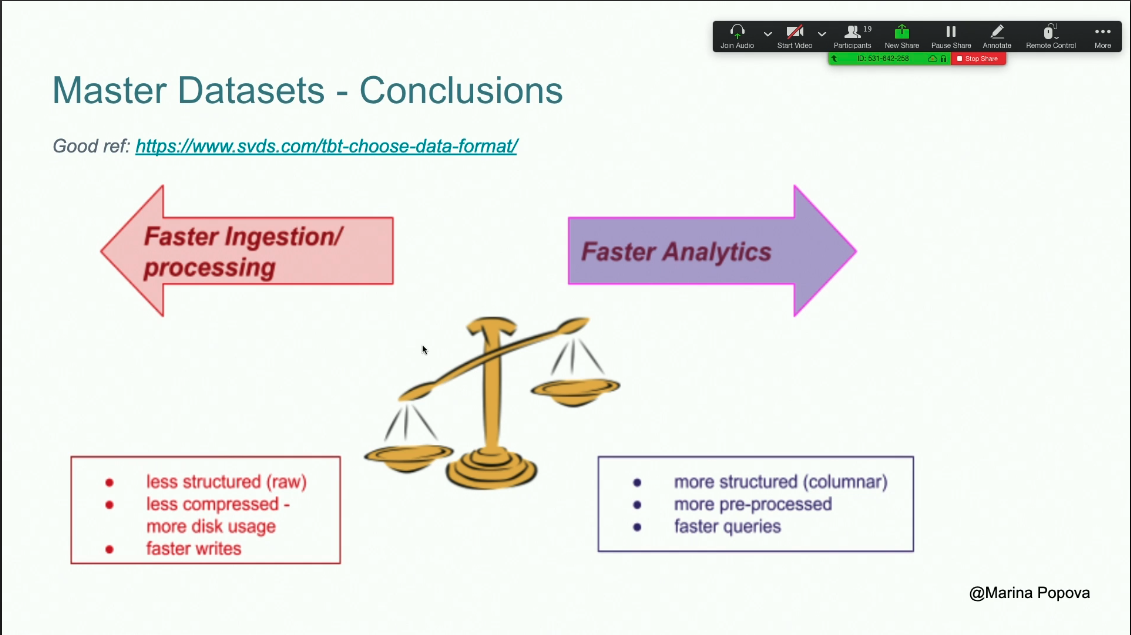 Join Audio
Start Video
Participants
19
New Share
Pause Share
Annotate
Remote Control
More
ID: 531-642-258
Stop Share
Master Datasets - Conclusions
Good ref: https://www.svds.com/tbt-choose-data-format/
Faster Ingestion/
processing
Faster Analytics
less structured (raw)
less compressed -
more disk usage
faster writes
more structured (columnar)
more pre-processed
faster queries
@Marina Popova